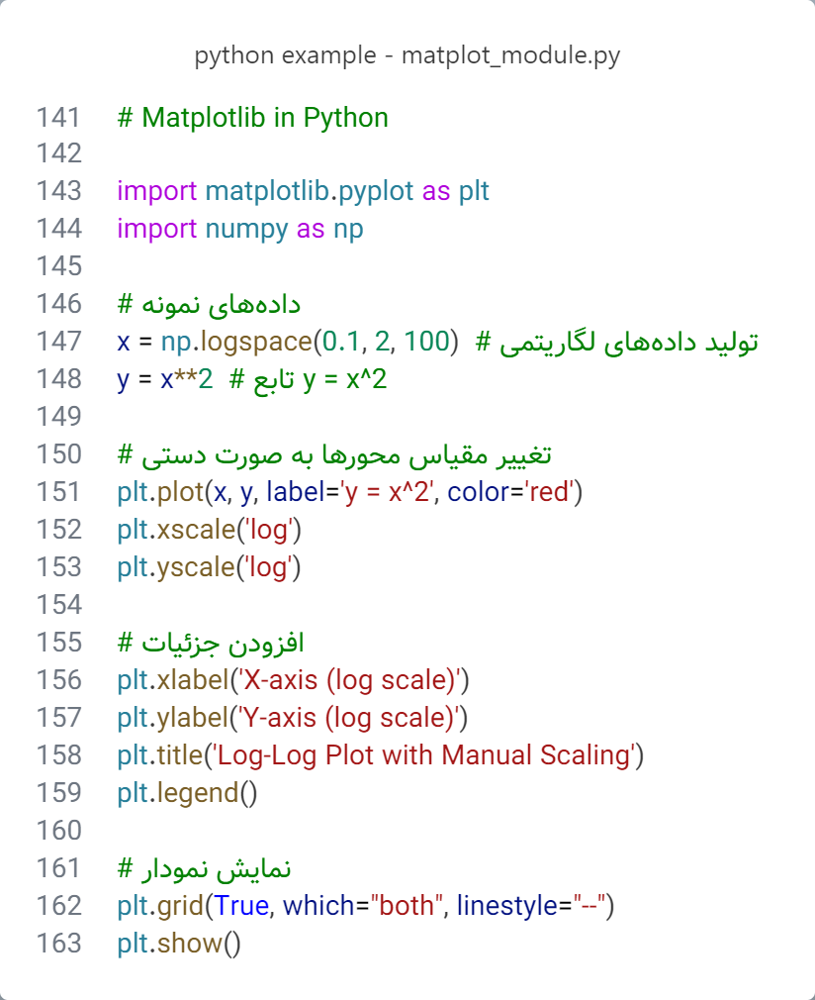 python example - matplot_module.py
141 # Matplotlib in Python
142
143 import matplotlib.pyplot as plt
144 import numpy as np
145
146 # داده‌های نمونه
147 x = np.logspace(0.1, 2, 100)  # تولید داده‌های لگاریتمی
148 y = x**2  # تابع y = x^2
149
150 # تغییر مقیاس محورها به صورت دستی
151 plt.plot(x, y, label='y = x^2', color='red')
152 plt.xscale('log')
153 plt.yscale('log')
154
155 # افزودن جزئیات
156 plt.xlabel('X-axis (log scale)')
157 plt.ylabel('Y-axis (log scale)')
158 plt.title('Log-Log Plot with Manual Scaling')
159 plt.legend()
160
161 # نمایش نمودار
162 plt.grid(True, which="both", linestyle="--")
163 plt.show()